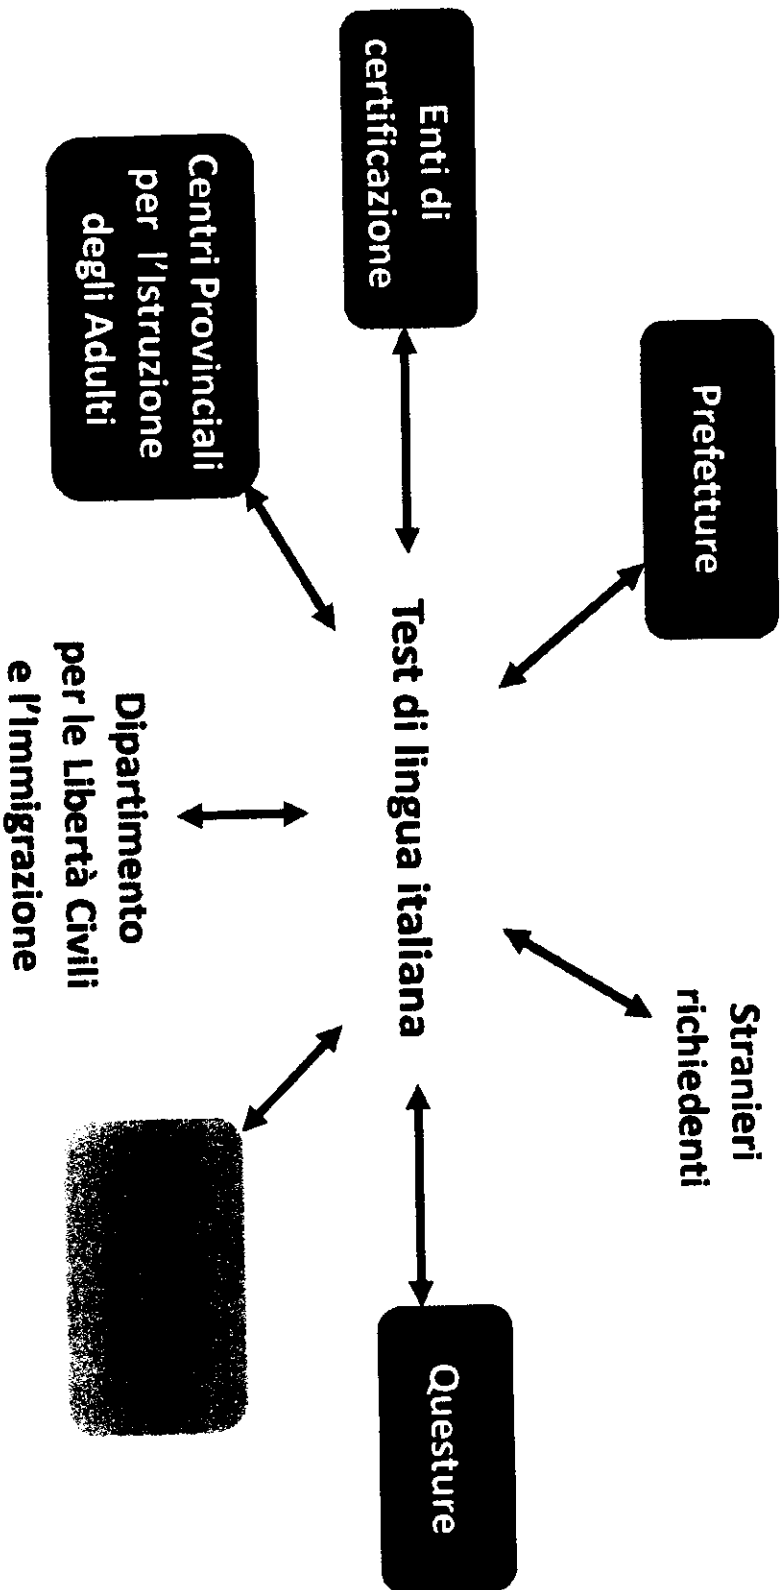 Prefetture
Stranieri
richiedenti
Enti di
certificazione
Test di lingua italiana
Questure
Centri Provinciali
per l'Istruzione
degli Adulti
Dipartimento
per le Libertà Civili
e l'Immigrazione